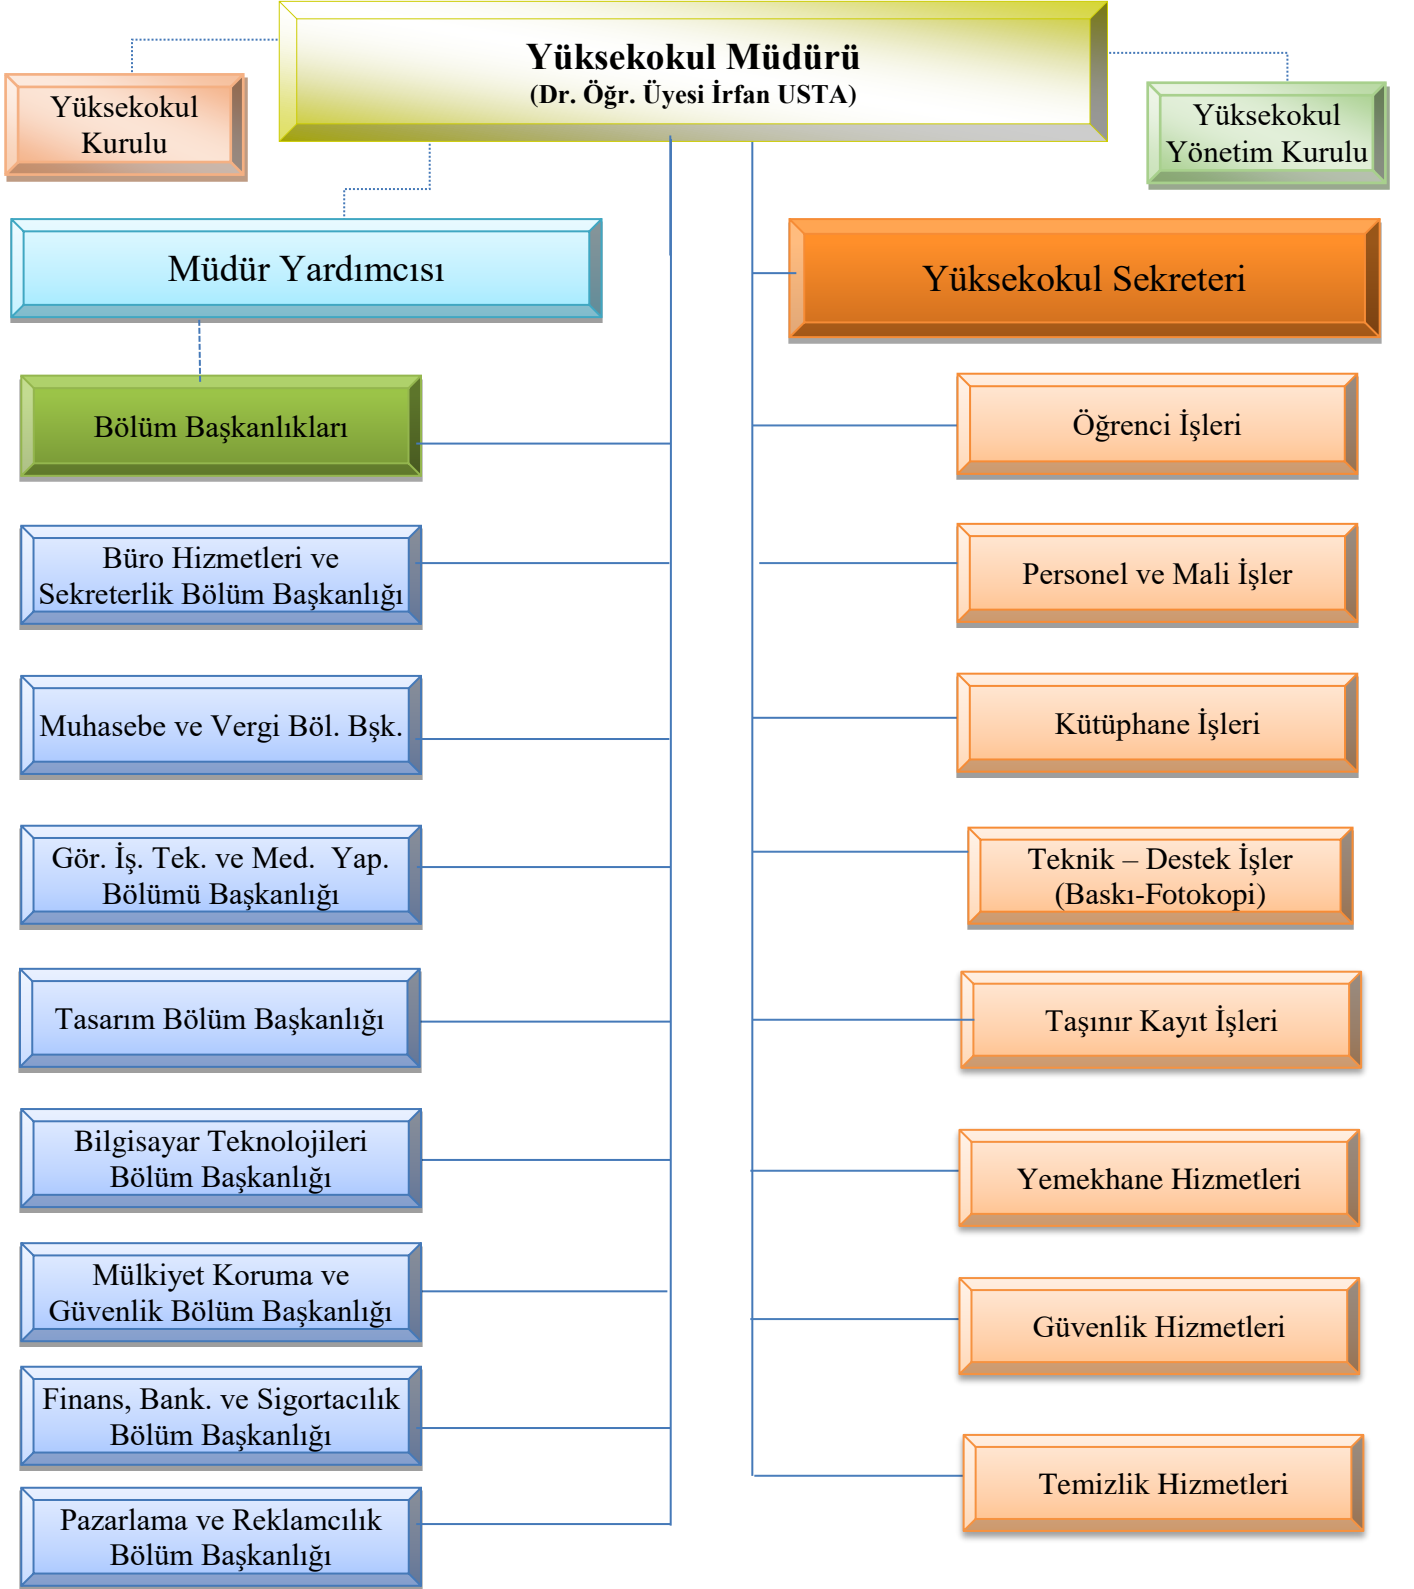 Yüksekokul Müdürü
(Dr. Öğr. Üyesi İrfan USTA)
Yüksekokul
Kurulu
Yüksekokul
Yönetim Kurulu
Müdür Yardımcısı
Yüksekokul Sekreteri
Bölüm Başkanlıkları
Büro Hizmetleri ve
Sekreterlik Bölüm Başkanlığı
Muhasebe ve Vergi Böl. Bşk.
Gör. İş. Tek. ve Med.  Yap.
Bölümü Başkanlığı
Tasarım Bölüm Başkanlığı
Bilgisayar Teknolojileri
Bölüm Başkanlığı
Mülkiyet Koruma ve
Güvenlik Bölüm Başkanlığı
Finans, Bank. ve Sigortacılık
Bölüm Başkanlığı
Pazarlama ve Reklamcılık
Bölüm Başkanlığı
Öğrenci İşleri
Personel ve Mali İşler
Kütüphane İşleri
Teknik – Destek İşler
(Baskı-Fotokopi)
Taşınır Kayıt İşleri
Yemekhane Hizmetleri
Güvenlik Hizmetleri
Temizlik Hizmetleri